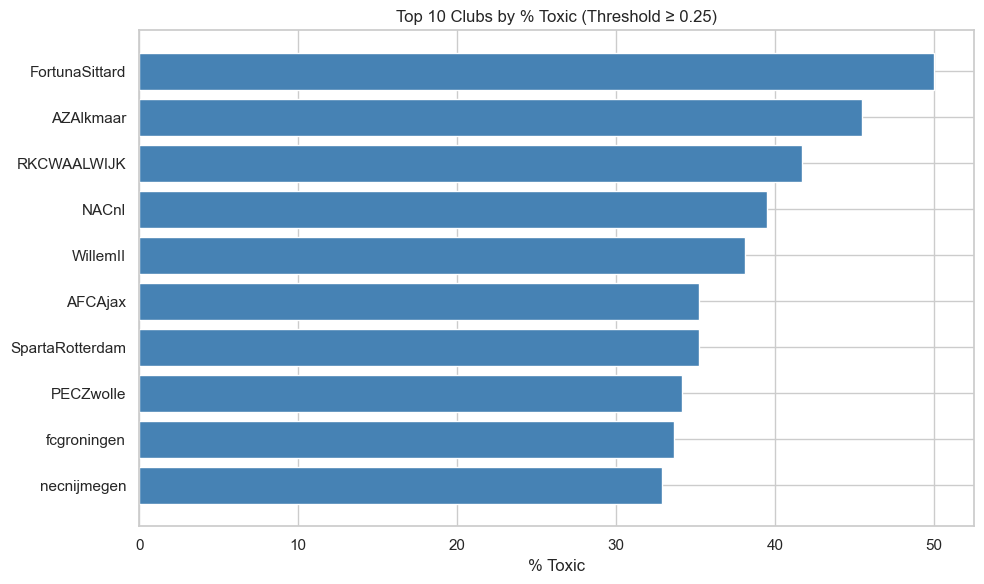 Top 10 Clubs by % Toxic (Threshold ≥ 0.25)
FortunaSittard
AZAlkmaar
RKCWAALWIJK
NACnl
WillemII
AFCAjax
SpartaRotterdam
PECZwolle
fcgroningen
necnijmegen
0 10 20 30 40 50
% Toxic